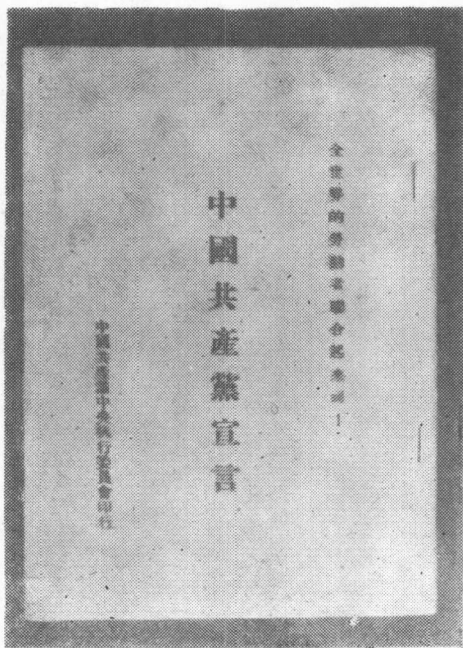 全世界的勞動者聯合起來呵！
中國共產黨宣言
中國共產黨中央執行委員會印行